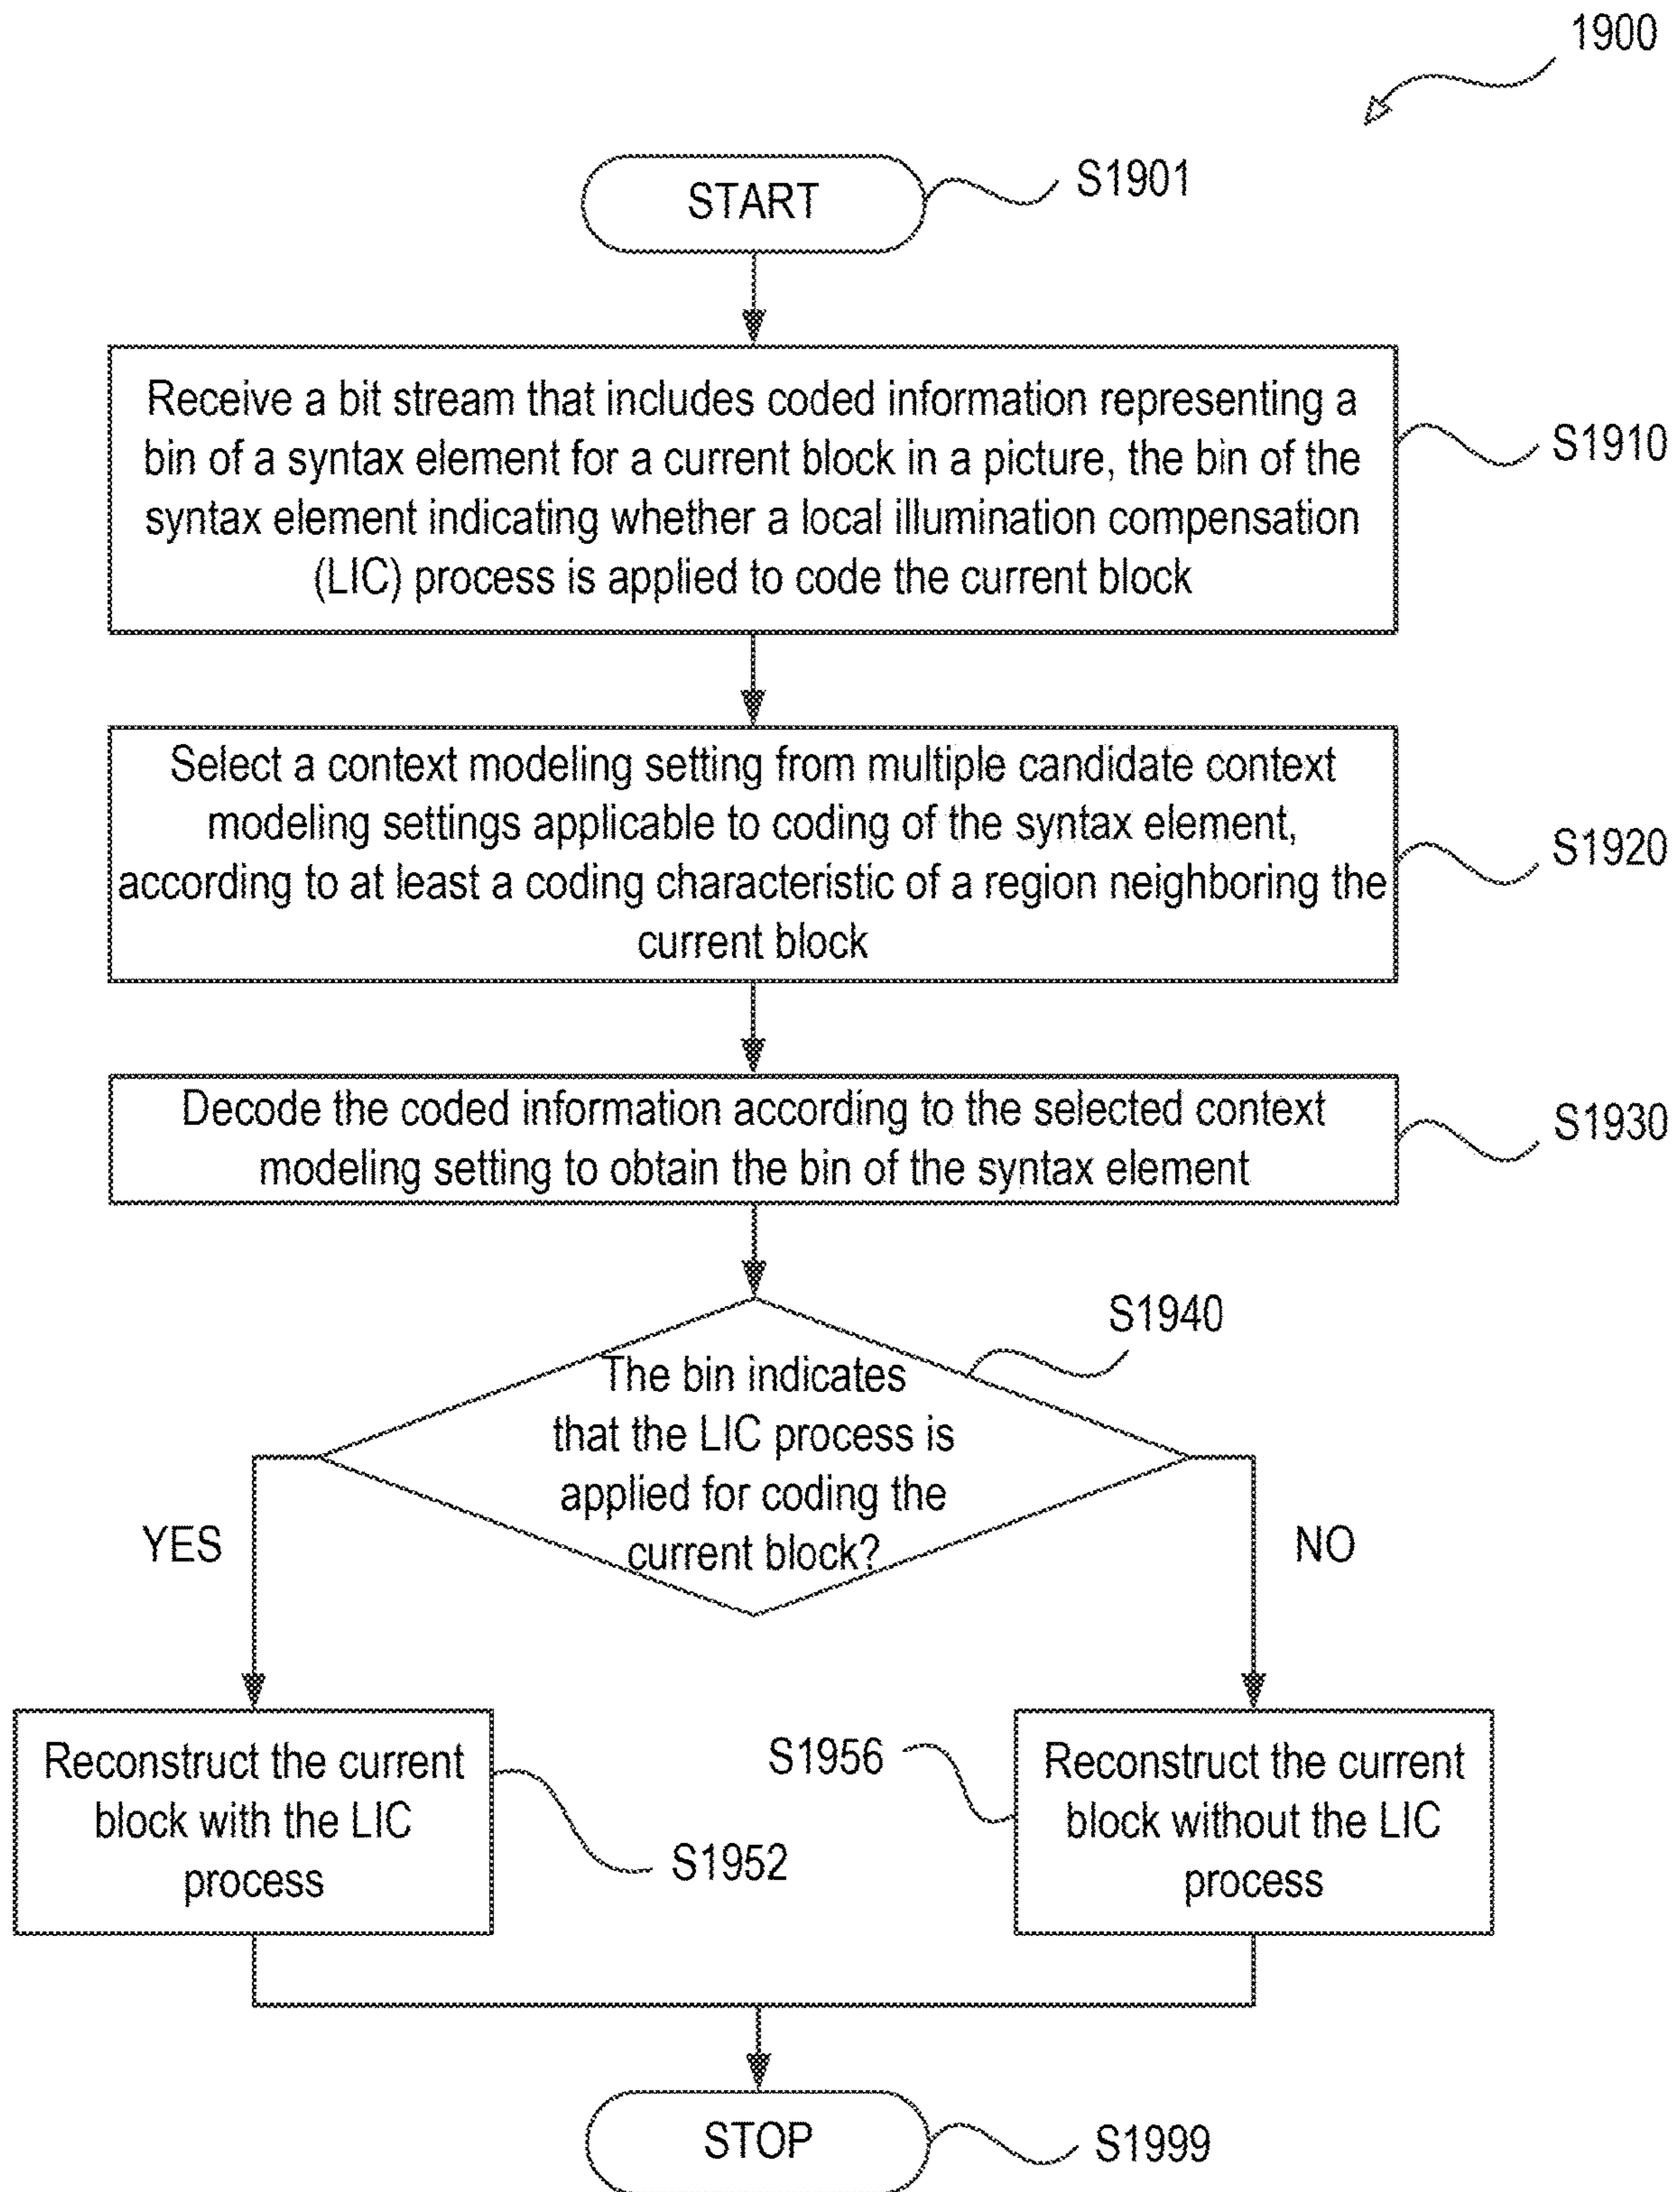 1900
START
S1901
Receive a bit stream that includes coded information representing a
bin of a syntax element for a current block in a picture, the bin of the
syntax element indicating whether a local illumination compensation
(LIC) process is applied to code the current block
S1910
Select a context modeling setting from multiple candidate context
modeling settings applicable to coding of the syntax element,
according to at least a coding characteristic of a region neighboring the
current block
S1920
Decode the coded information according to the selected context
modeling setting to obtain the bin of the syntax element
S1930
S1940
The bin indicates
that the LIC process is
applied for coding the
current block?
YES
NO
Reconstruct the current
block with the LIC
process
S1952
S1956
Reconstruct the current
block without the LIC
process
STOP
S1999